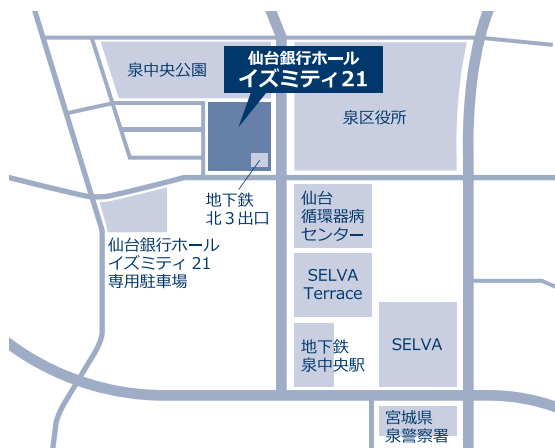 泉中央公園
仙台銀行ホール
イズミティ21
泉区役所
地下鉄
北3出口
仙台
循環器病
センター
仙台銀行ホール
イズミティ 21
専用駐車場
SELVA
Terrace
地下鉄
泉中央駅
SELVA
宮城県
泉警察署